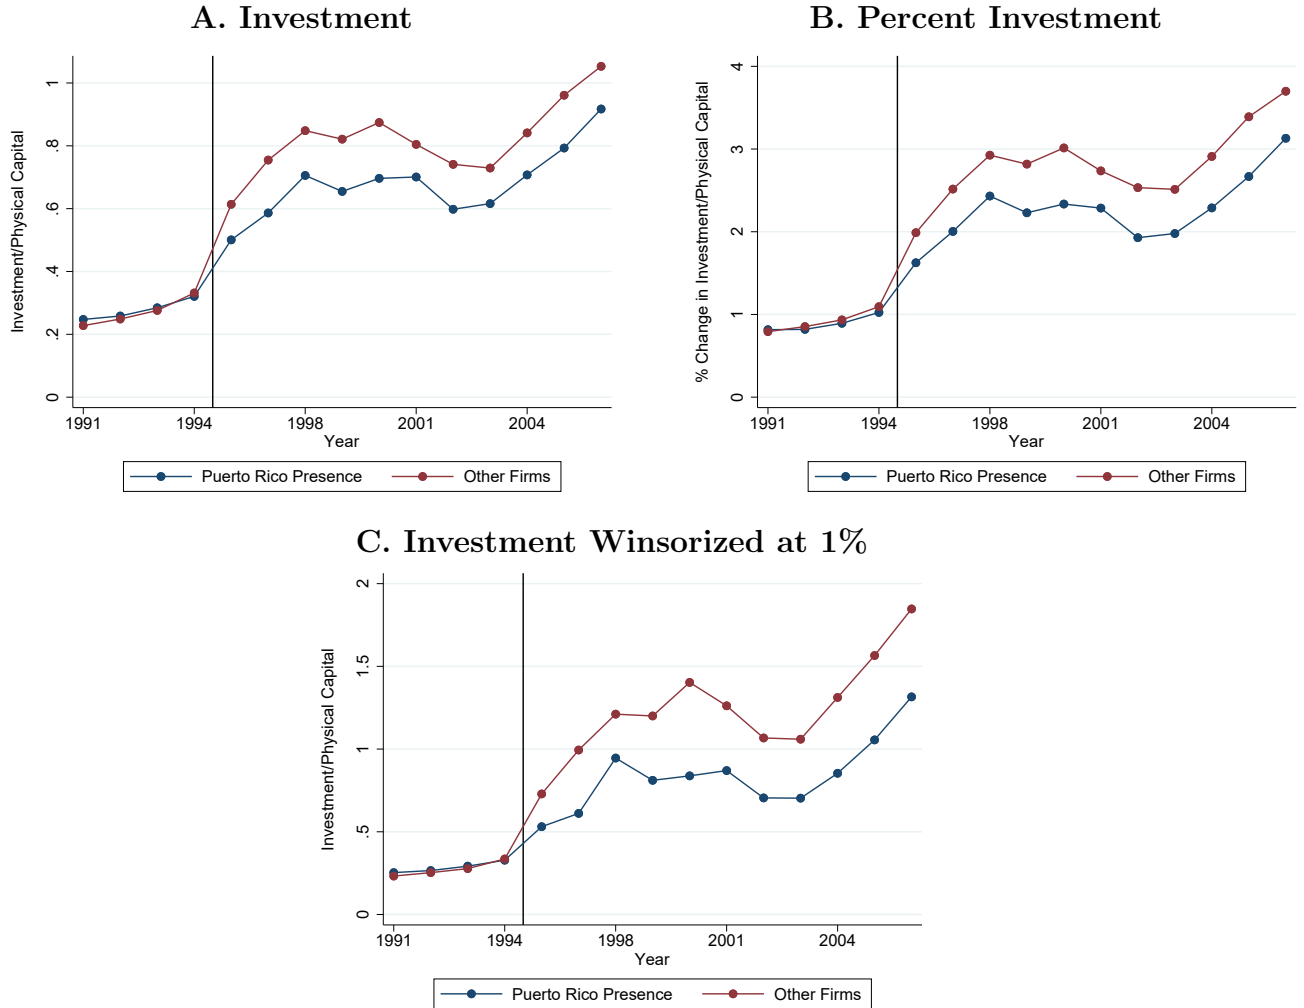 A. Investment
Investment/Physical Capital
0
.2
.4
.6
.8
1
1991
1994
1998
2001
2004
Year
Puerto Rico Presence
Other Firms
B. Percent Investment
% Change in Investment/Physical Capital
0
1
2
3
4
1991
1994
1998
2001
2004
Year
Puerto Rico Presence
Other Firms
C. Investment Winsorized at 1%
Investment/Physical Capital
0
.5
1
1.5
2
1991
1994
1998
2001
2004
Year
Puerto Rico Presence
Other Firms